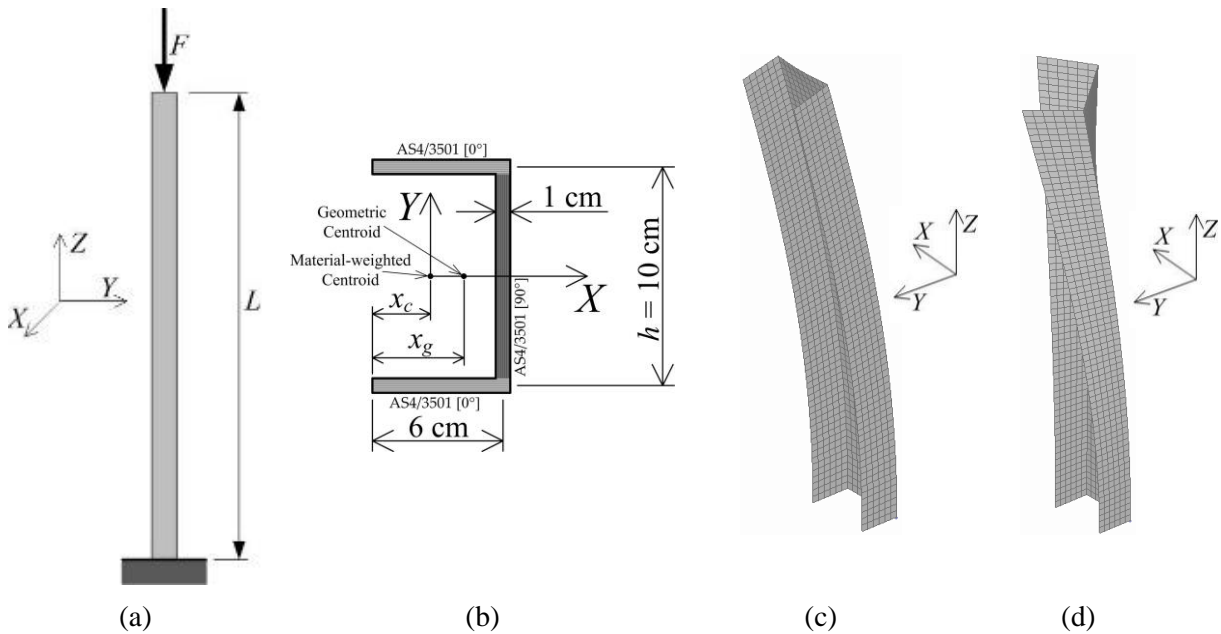 F
Z
Y
X
L
(a)
AS4/3501 [0°]
Y
Geometric
Centroid
Material-weighted
Centroid
1 cm
X
x_c
x_g
AS4/3501 [90°]
h = 10 cm
AS4/3501 [0°]
6 cm
(b)
X
Z
Y
(c)
X
Z
Y
(d)